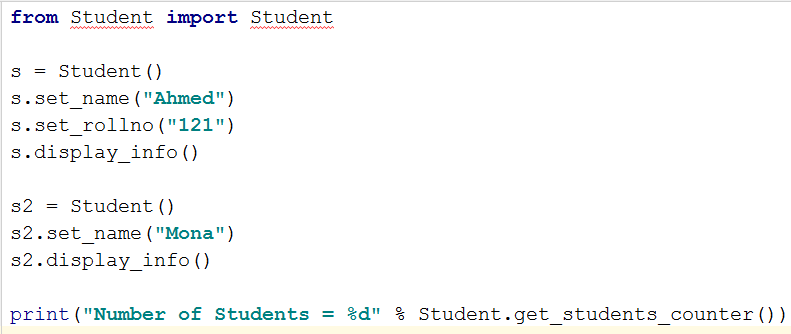 from Student import Student
s = Student()
s.set_name("Ahmed")
s.set_rollno("121")
s.display_info()
s2 = Student()
s2.set_name("Mona")
s2.display_info()
print("Number of Students = %d" % Student.get_students_counter())